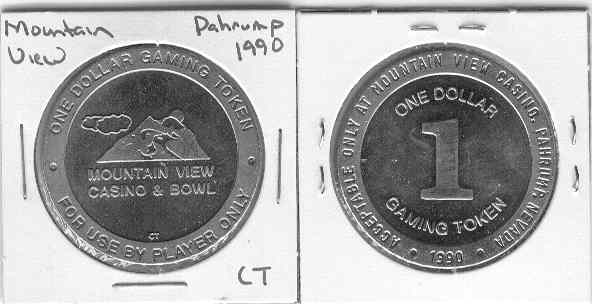 Mountain View
Pahrump 1990
ONE DOLLAR GAMING TOKEN
MOUNTAIN VIEW
CASINO & BOWL
CT
FOR USE BY PLAYER ONLY
CT
ACCEPTABLE ONLY AT MOUNTAIN VIEW CASINO, PAHRUMP, NEVADA
ONE DOLLAR
1
GAMING TOKEN
• 1990 •